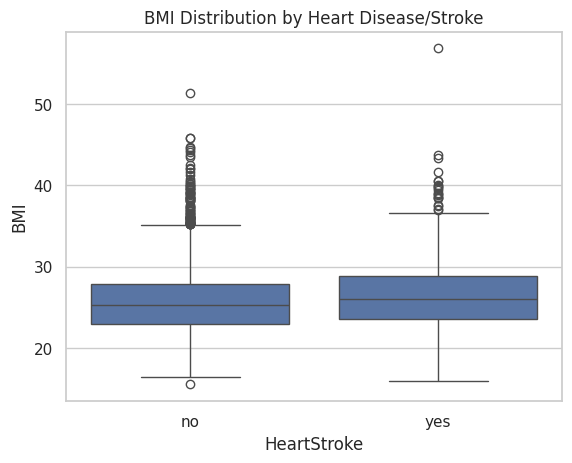 BMI Distribution by Heart Disease/Stroke
50
40
30
20
BMI
no
yes
HeartStroke